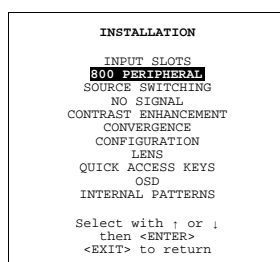 INSTALLATION
INPUT SLOTS
800 PERIPHERAL
SOURCE SWITCHING
NO SIGNAL
CONTRAST ENHANCEMENT
CONVERGENCE
CONFIGURATION
LENS
QUICK ACCESS KEYS
OSD
INTERNAL PATTERNS
Select with ↑ or ↓
then <ENTER>
<EXIT> to return